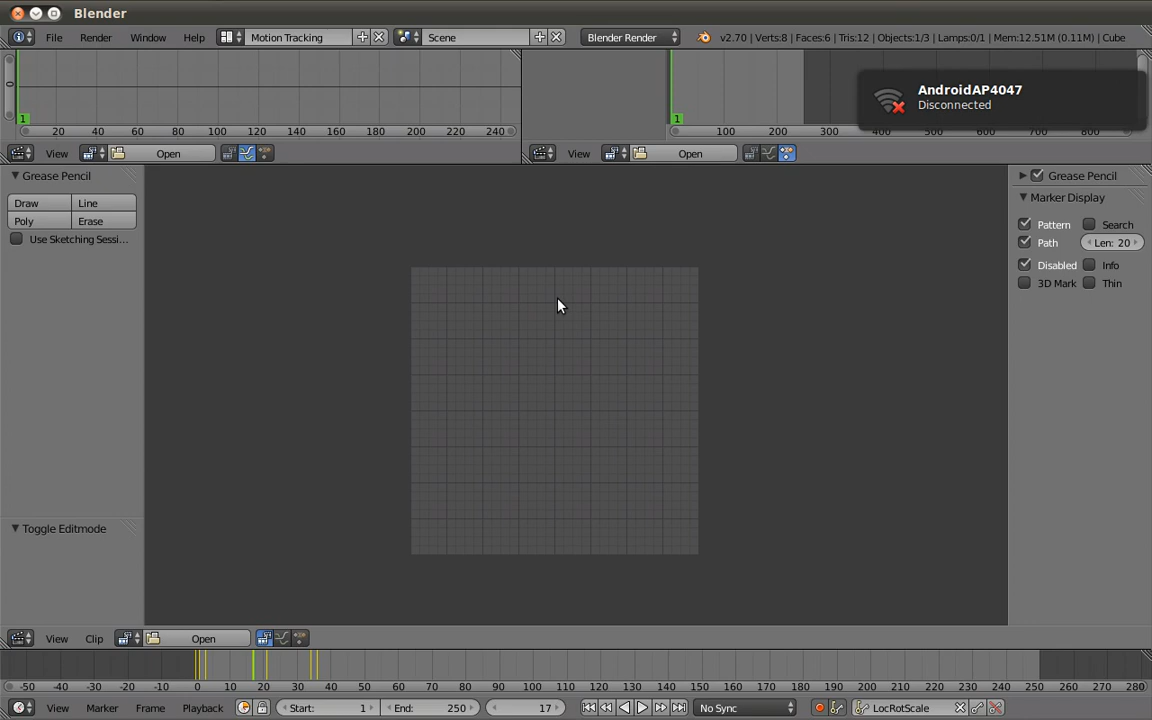 Blender
File Render Window Help Motion Tracking Scene Blender Render v2.70 | Verts:8 | Faces:6 | Tris:12 | Objects:1/3 | Lamps:0/1 | Mem:12.51M (0.11M) | Cube
AndroidAP4047
Disconnected
1
20 40 60 80 100 120 140 160 180 200 220 240
1
100 200 300 400 500 600 700 800
View Open
View Open
Grease Pencil
Draw Line
Poly Erase
Use Sketching Sessi...
Toggle Editmode
Grease Pencil
Marker Display
Pattern Search
Path Len: 20
Disabled Info
3D Mark Thin
View Clip Open
-50 -40 -30 -20 -10 0 10 20 30 40 50 60 70 80 90 100 110 120 130 140 150 160 170 180 190 200 210 220 230 240 250 260 270 280
View Marker Frame Playback Start: 1 End: 250 17 No Sync LocRotScale